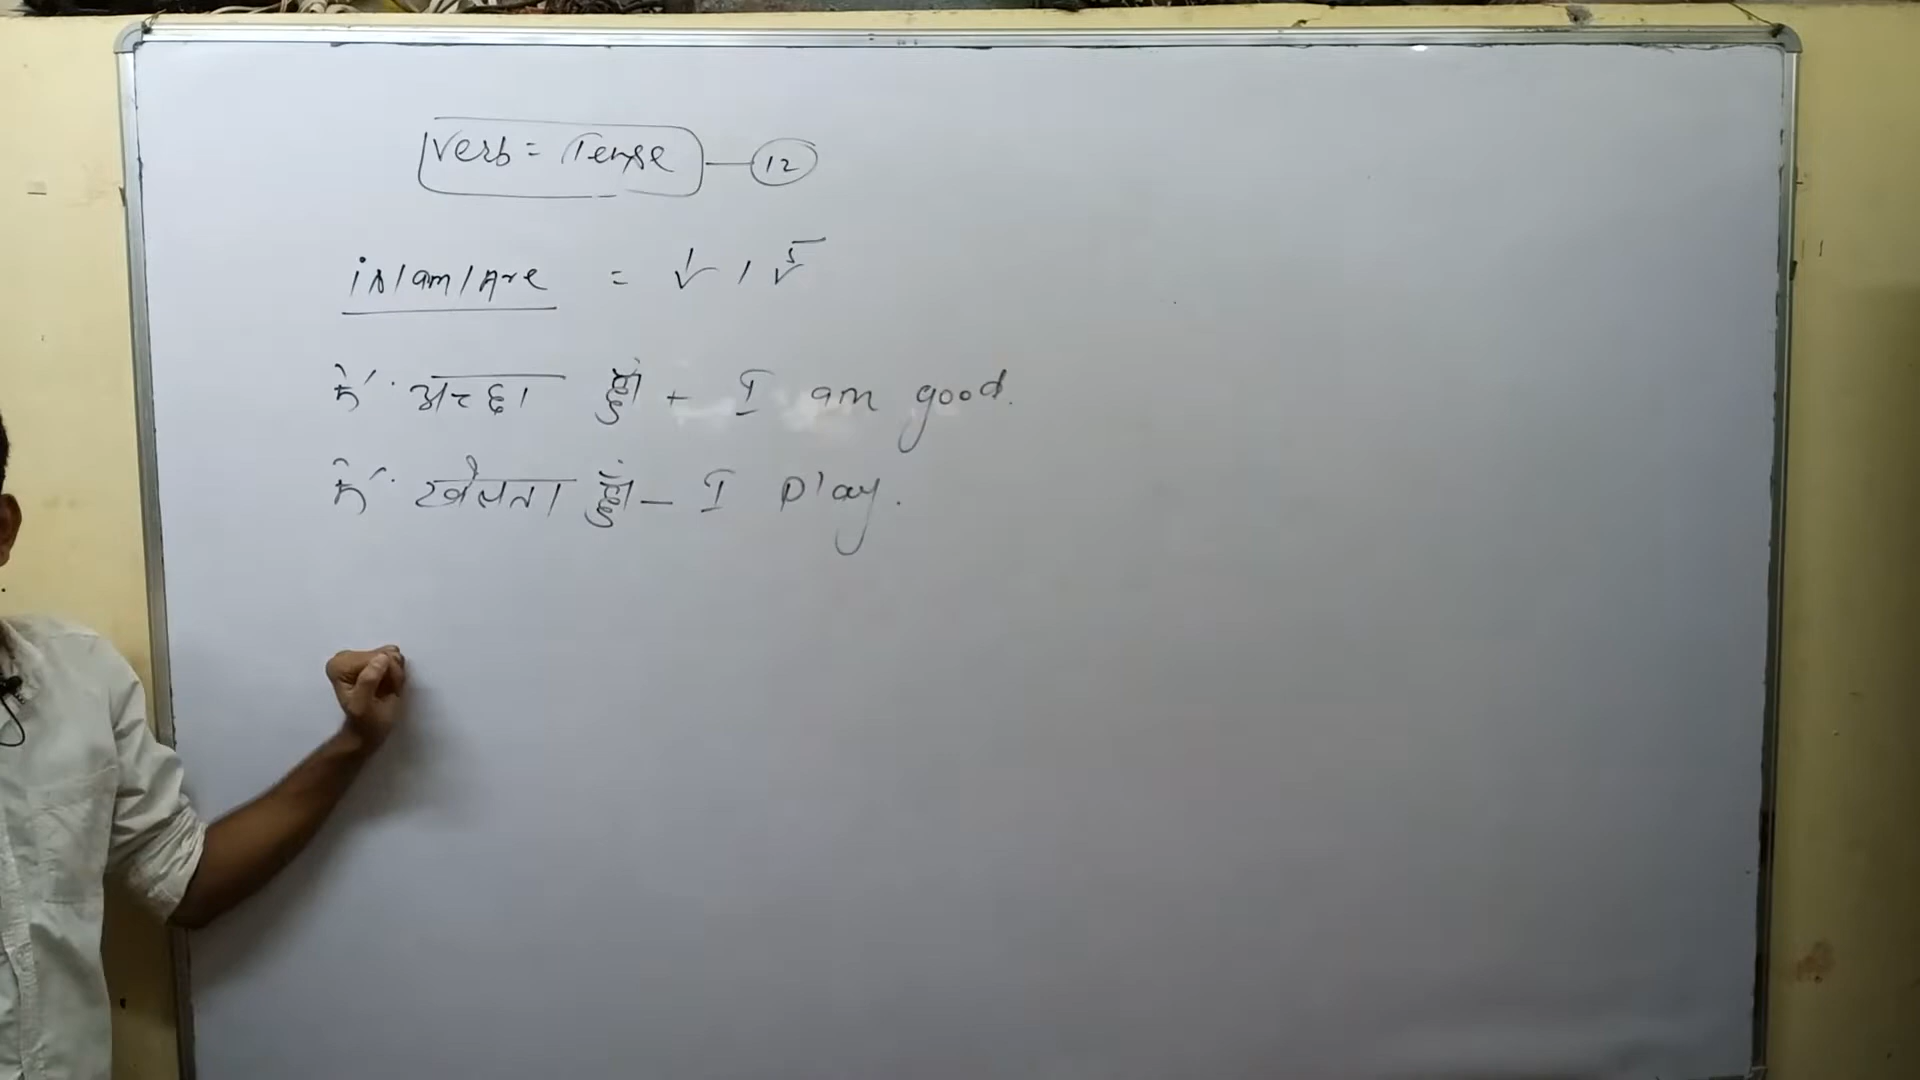 Verb = Tense — 12
is/am/Are = V¹ / V⁵
मैं अच्छा हूँ - I am good.
मैं खेलता हूँ - I play.